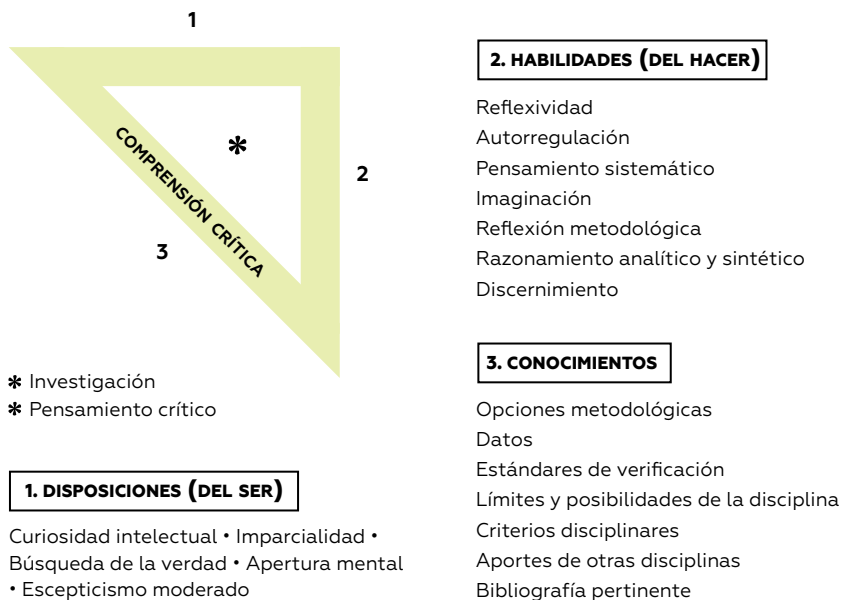 1
COMPRENSIÓN CRÍTICA
*
2
3
* Investigación
* Pensamiento crítico
1. DISPOSICIONES (DEL SER)
Curiosidad intelectual • Imparcialidad •
Búsqueda de la verdad • Apertura mental
• Escepticismo moderado
2. HABILIDADES (DEL HACER)
Reflexividad
Autorregulación
Pensamiento sistemático
Imaginación
Reflexión metodológica
Razonamiento analítico y sintético
Discernimiento
3. CONOCIMIENTOS
Opciones metodológicas
Datos
Estándares de verificación
Límites y posibilidades de la disciplina
Criterios disciplinares
Aportes de otras disciplinas
Bibliografía pertinente